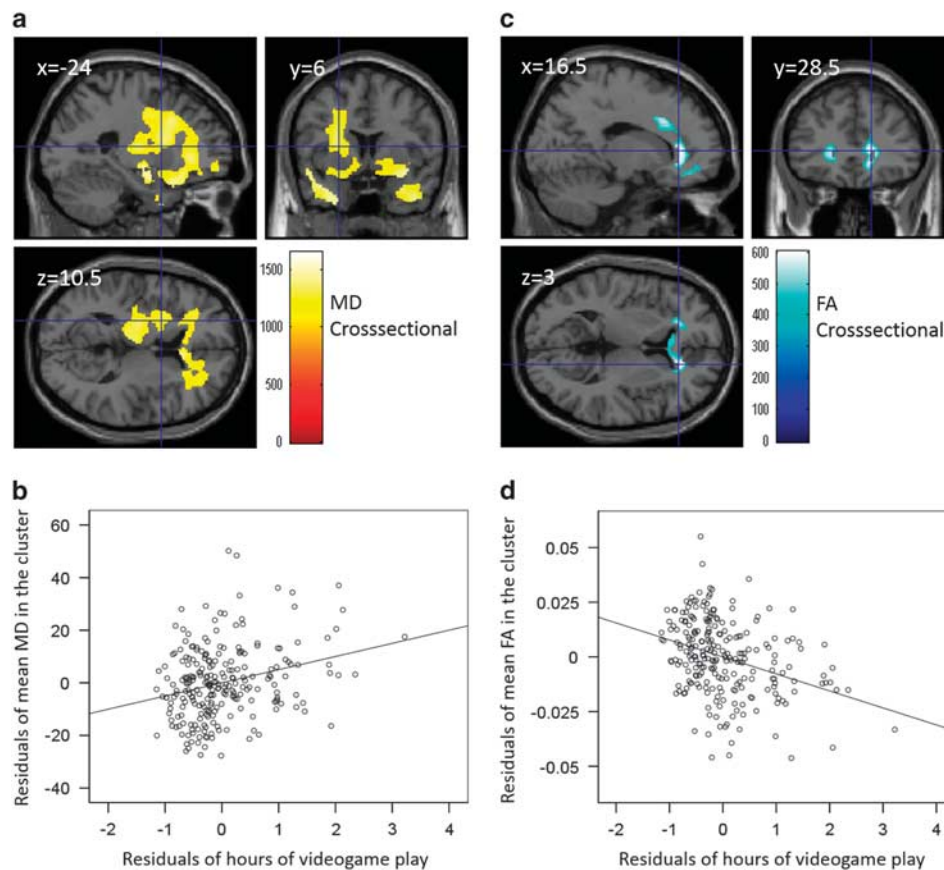 a
x=-24
y=6
z=10.5
1500
1000
500
0
MD
Crosssectional
c
x=16.5
y=28.5
z=3
600
500
400
300
200
100
0
FA
Crosssectional
b
Residuals of mean MD in the cluster
60
40
20
0
-20
-40
-2 -1 0 1 2 3 4
Residuals of hours of videogame play
d
Residuals of mean FA in the cluster
0.05
0.025
0
-0.025
-0.05
-2 -1 0 1 2 3 4
Residuals of hours of videogame play